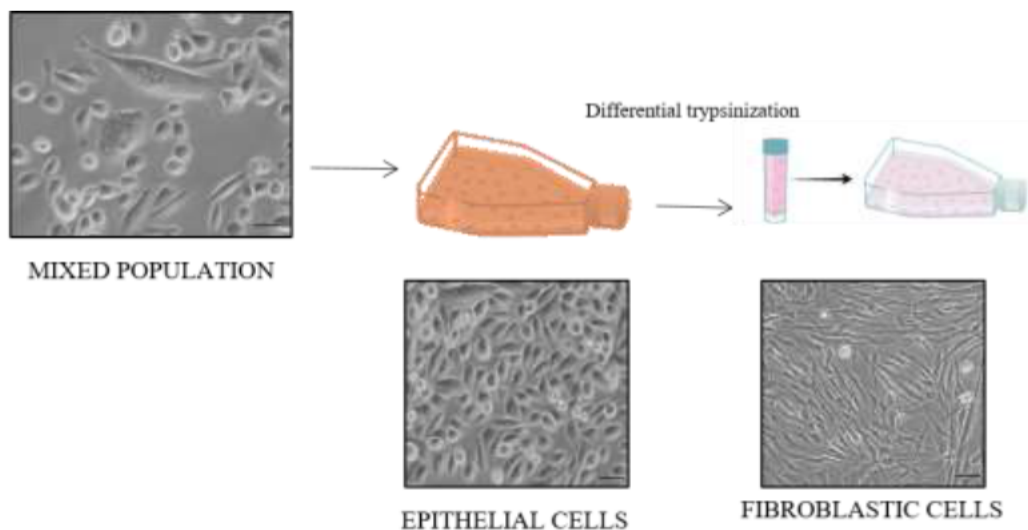 Differential trypsinization
MIXED POPULATION
EPITHELIAL CELLS
FIBROBLASTIC CELLS